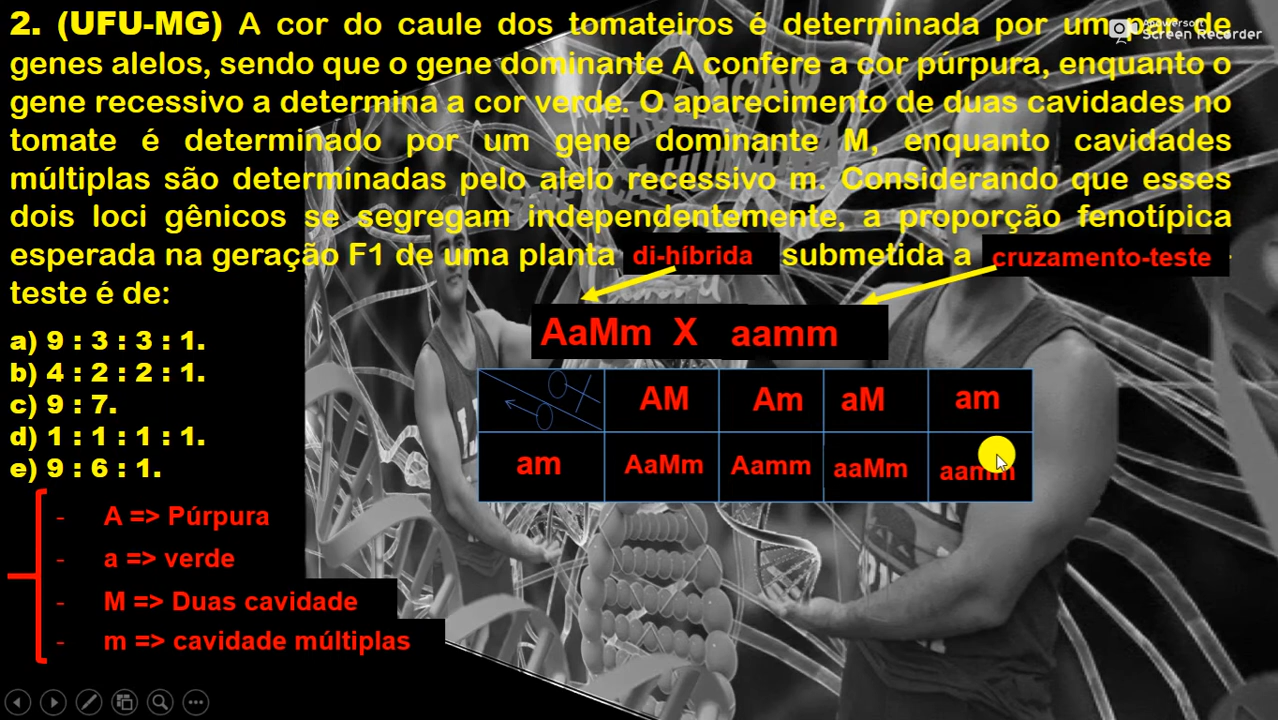 2. (UFU-MG) A cor do caule dos tomateiros é determinada por um par de
genes alelos, sendo que o gene dominante A confere a cor púrpura, enquanto o
gene recessivo a determina a cor verde. O aparecimento de duas cavidades no
tomate é determinado por um gene dominante M, enquanto cavidades
múltiplas são determinadas pelo alelo recessivo m. Considerando que esses
dois loci gênicos se segregam independentemente, a proporção fenotípica
esperada na geração F1 de uma planta di-híbrida submetida a cruzamento-teste -
teste é de:
Apowersoft
Screen Recorder
AaMm X aamm
a) 9 : 3 : 3 : 1.
b) 4 : 2 : 2 : 1.
c) 9 : 7.
d) 1 : 1 : 1 : 1.
e) 9 : 6 : 1.
AM Am aM am
am AaMm Aamm aaMm aamm
- A => Púrpura
- a => verde
- M => Duas cavidade
- m => cavidade múltiplas